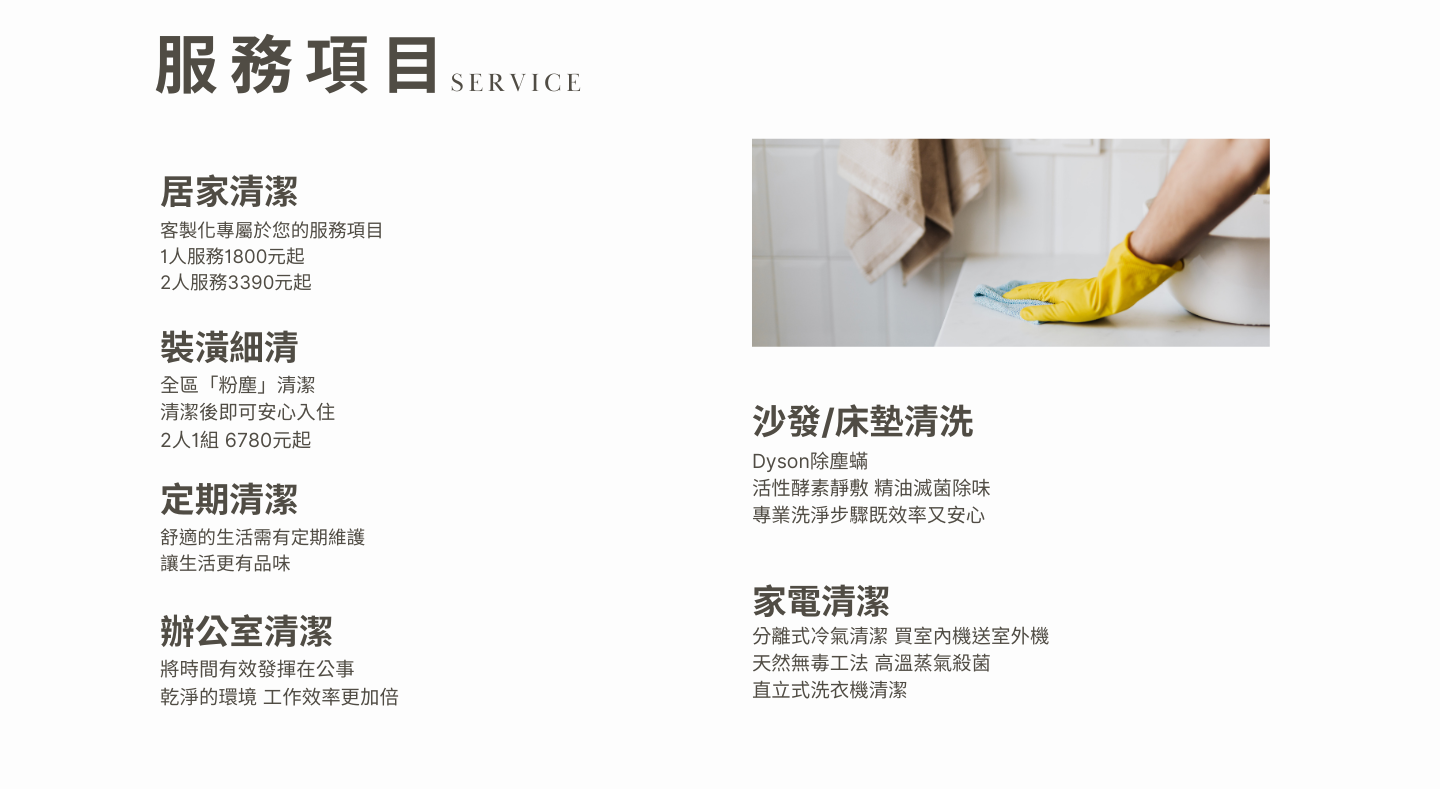 服務項目 SERVICE
居家清潔
客製化專屬於您的服務項目
1人服務1800元起
2人服務3390元起
裝潢細清
全區「粉塵」清潔
清潔後即可安心入住
2人1組 6780元起
定期清潔
舒適的生活需有定期維護
讓生活更有品味
辦公室清潔
將時間有效發揮在公事
乾淨的環境 工作效率更加倍
沙發/床墊清洗
Dyson除塵蟎
活性酵素靜敷 精油滅菌除味
專業洗淨步驟既效率又安心
家電清潔
分離式冷氣清潔 買室內機送室外機
天然無毒工法 高溫蒸氣殺菌
直立式洗衣機清潔